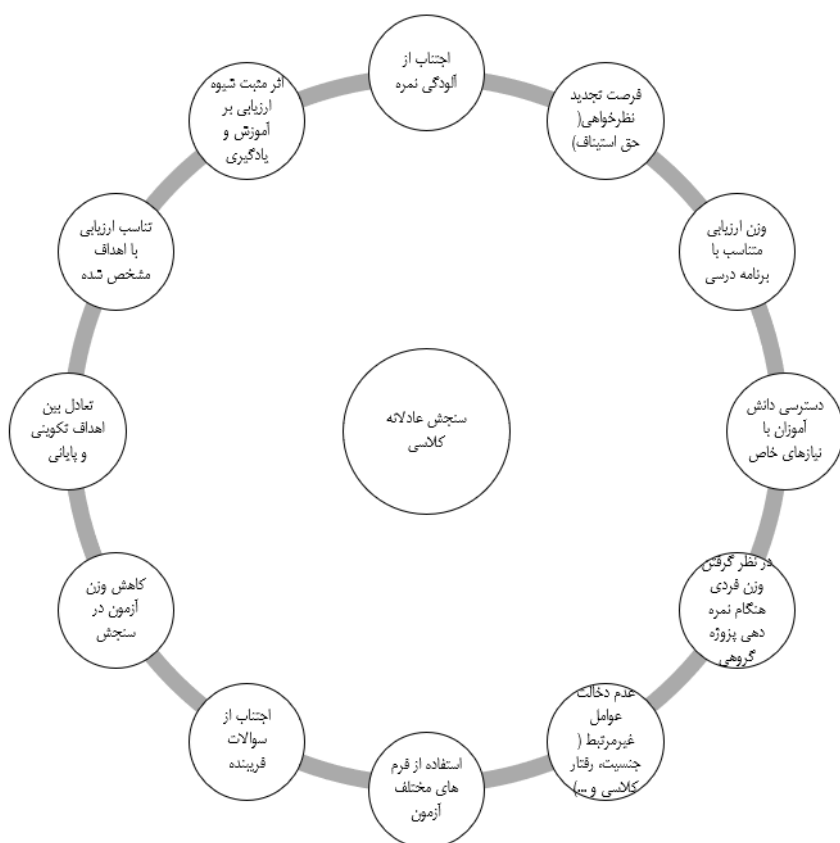 اجتناب از
آلودگی نمره
فرصت تجدید
نظرخواهی(
حق استیناف)
وزن ارزیابی
متناسب با
برنامه درسی
دسترسی دانش
آموزان با
نیازهای خاص
در نظر گرفتن
وزن فردی
هنگام نمره
دهی پزوژه
گروهی
عدم دخالت
عوامل
غیرمرتبط (
جنسیت، رفتار
کلاسی و ...)
استفاده از فرم
های مختلف
آزمون
اجتناب از
سوالات
فریبنده
کاهش وزن
آزمون در
سنجش
تعادل بین
اهداف تکوینی
و پایانی
تناسب ارزیابی
با اهداف
مشخص شده
اثر مثبت شیوه
ارزیابی بر
آموزش و
یادگیری
سنجش عادلانه
کلاسی